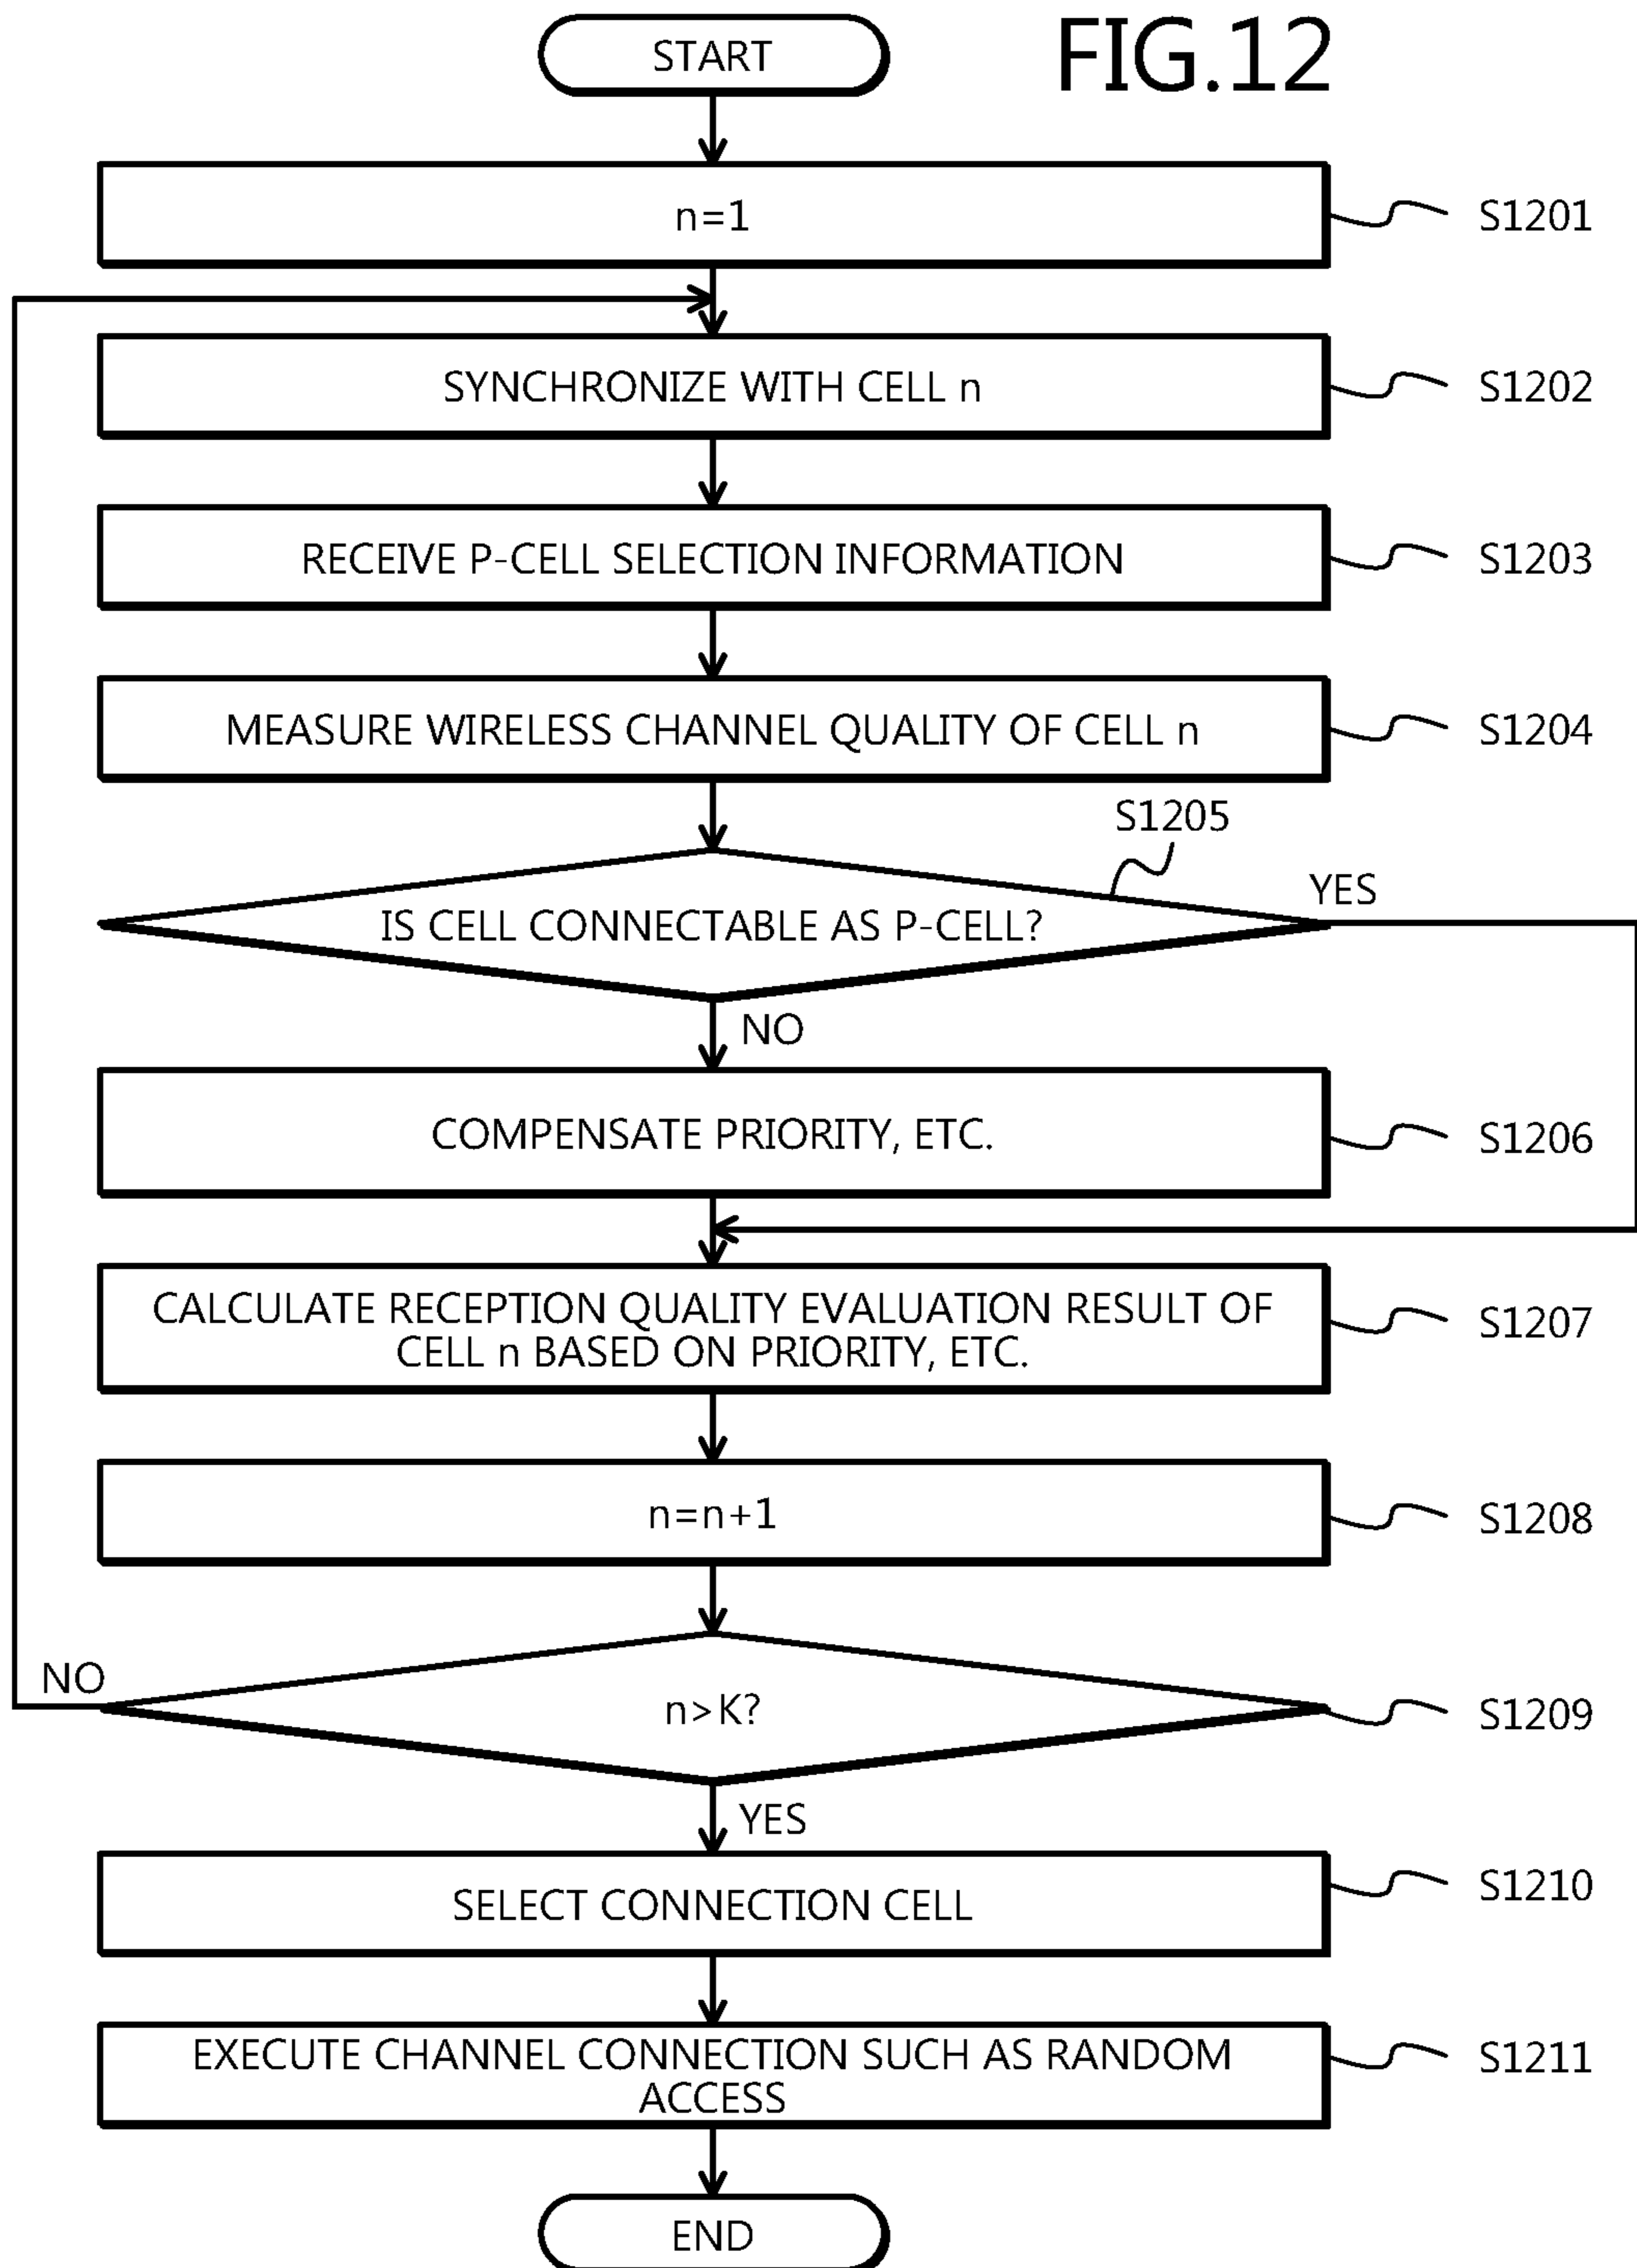 FIG.12
START
n=1
S1201
SYNCHRONIZE WITH CELL n
S1202
RECEIVE P-CELL SELECTION INFORMATION
S1203
MEASURE WIRELESS CHANNEL QUALITY OF CELL n
S1204
S1205
IS CELL CONNECTABLE AS P-CELL?
YES
NO
COMPENSATE PRIORITY, ETC.
S1206
CALCULATE RECEPTION QUALITY EVALUATION RESULT OF
CELL n BASED ON PRIORITY, ETC.
S1207
n=n+1
S1208
NO
n>K?
S1209
YES
SELECT CONNECTION CELL
S1210
EXECUTE CHANNEL CONNECTION SUCH AS RANDOM
ACCESS
S1211
END